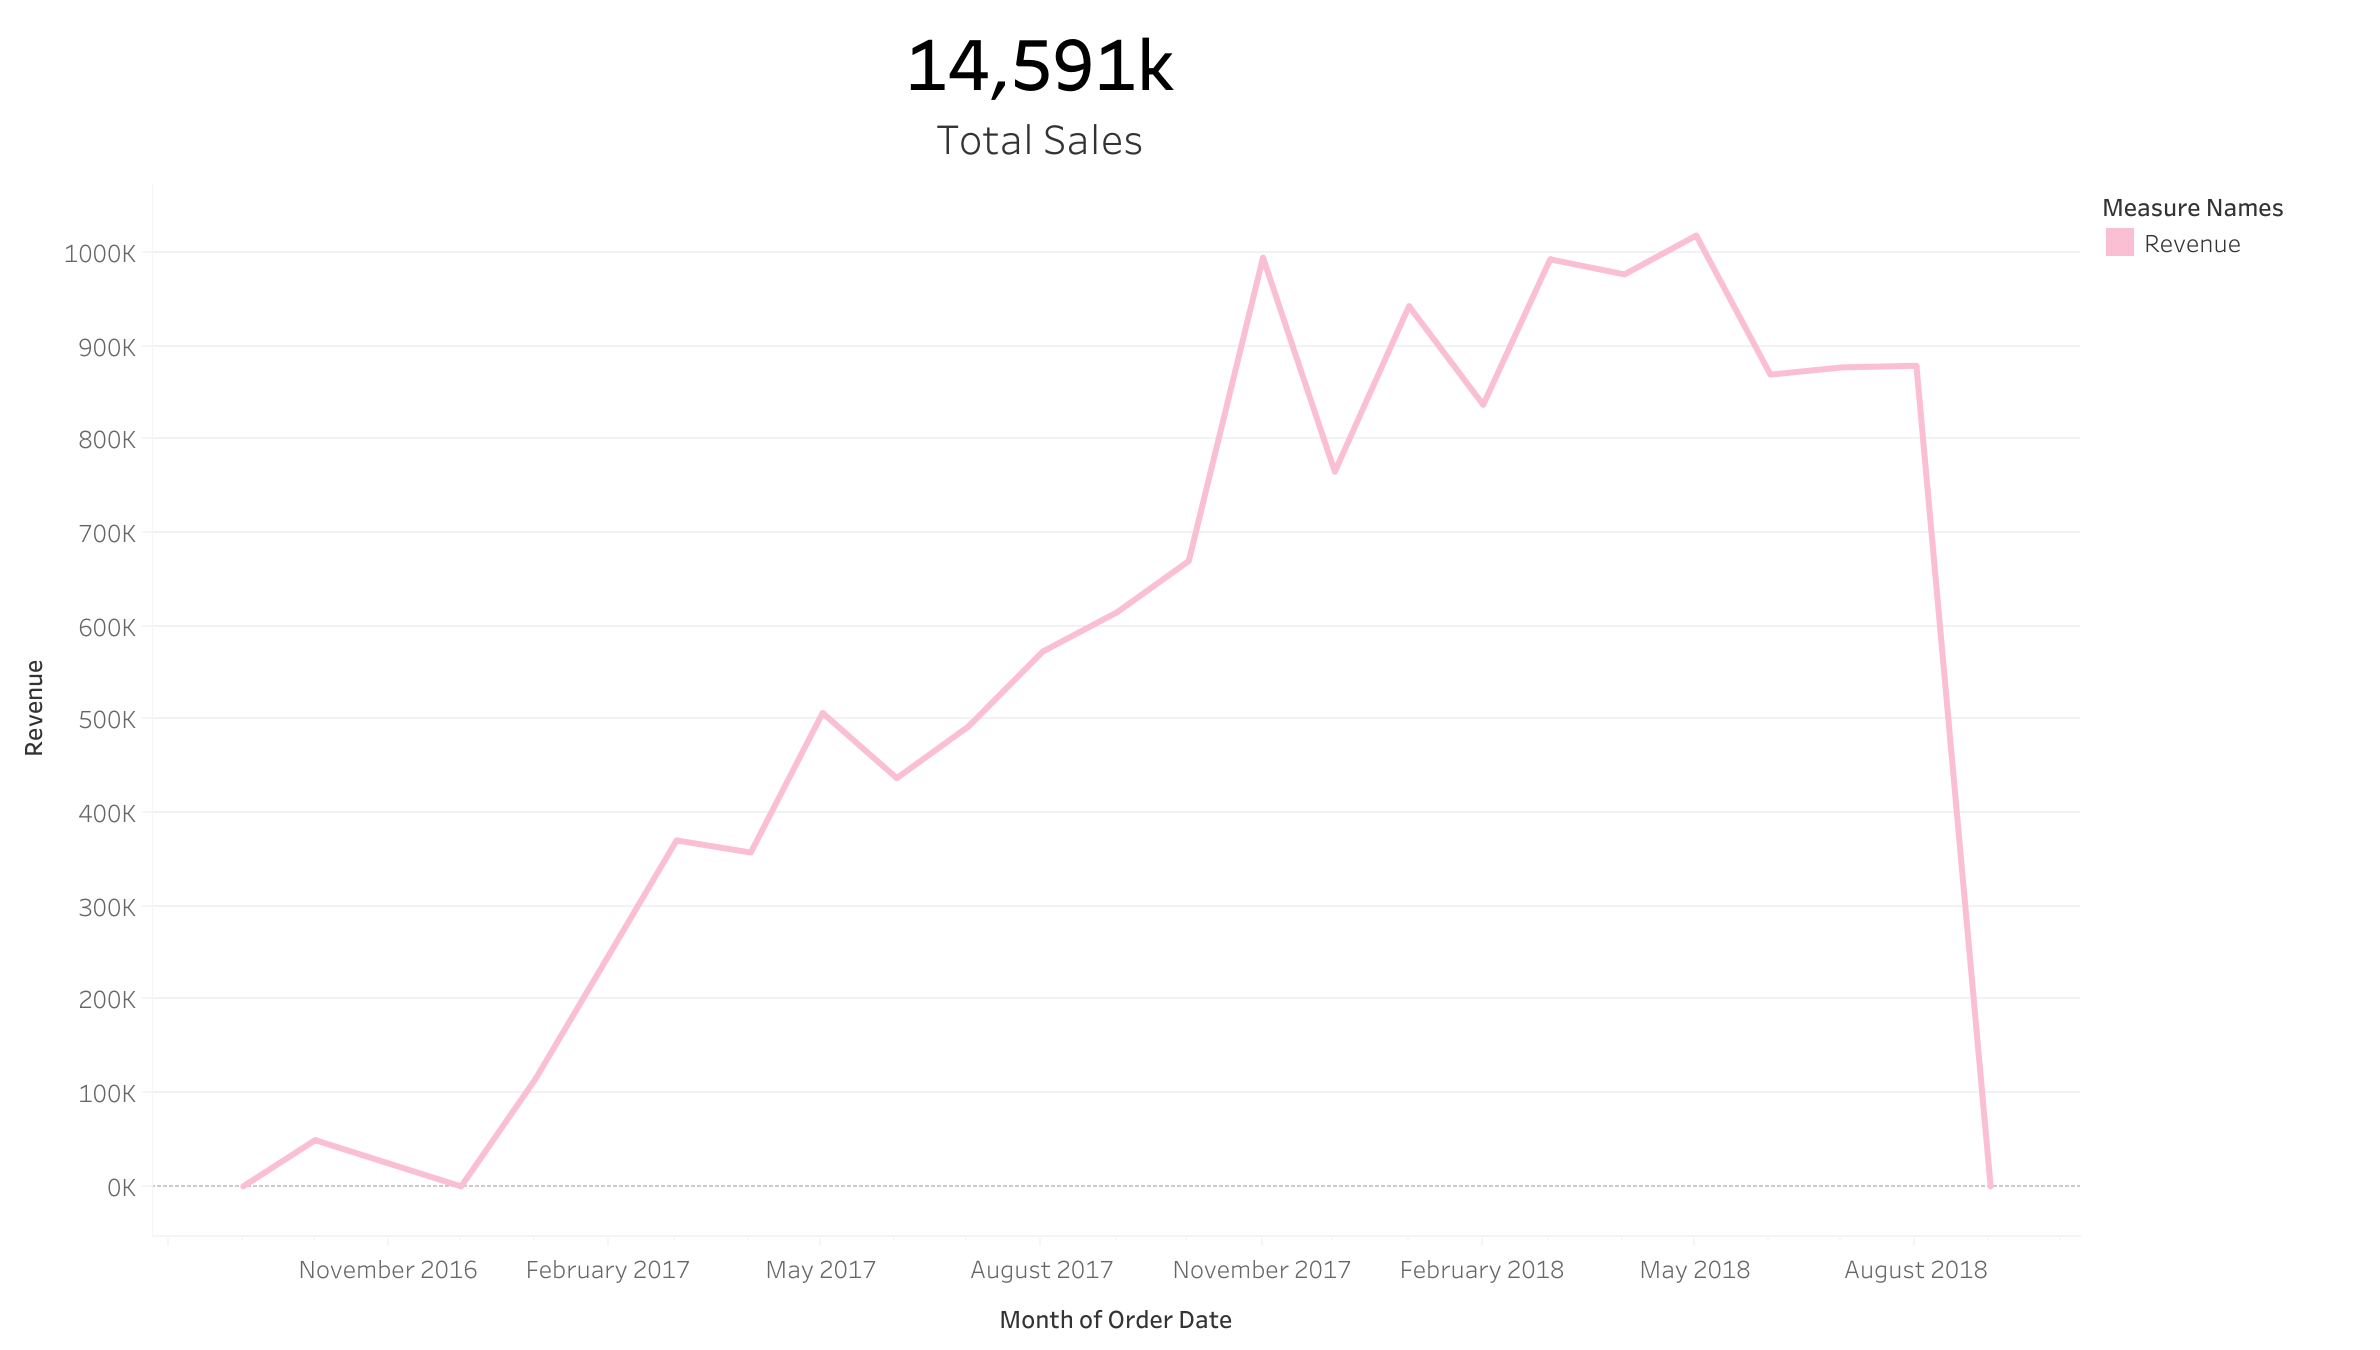 14,591k
Total Sales
Measure Names
Revenue
1000K
900K
800K
700K
600K
500K
400K
300K
200K
100K
0K
Revenue
November 2016
February 2017
May 2017
August 2017
November 2017
February 2018
May 2018
August 2018
Month of Order Date